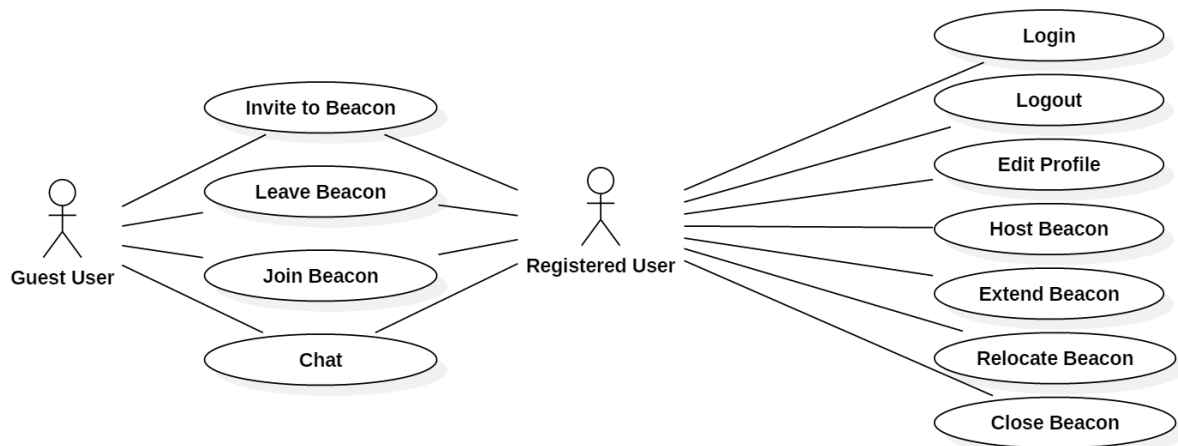 Guest User
Invite to Beacon
Leave Beacon
Join Beacon
Chat
Registered User
Login
Logout
Edit Profile
Host Beacon
Extend Beacon
Relocate Beacon
Close Beacon